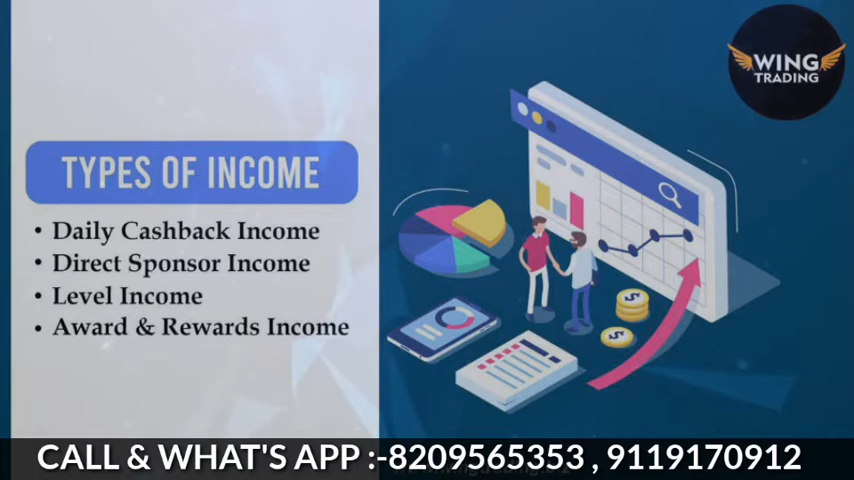 WING
TRADING
TYPES OF INCOME
• Daily Cashback Income
• Direct Sponsor Income
• Level Income
• Award & Rewards Income
CALL & WHAT'S APP :-8209565353 , 9119170912